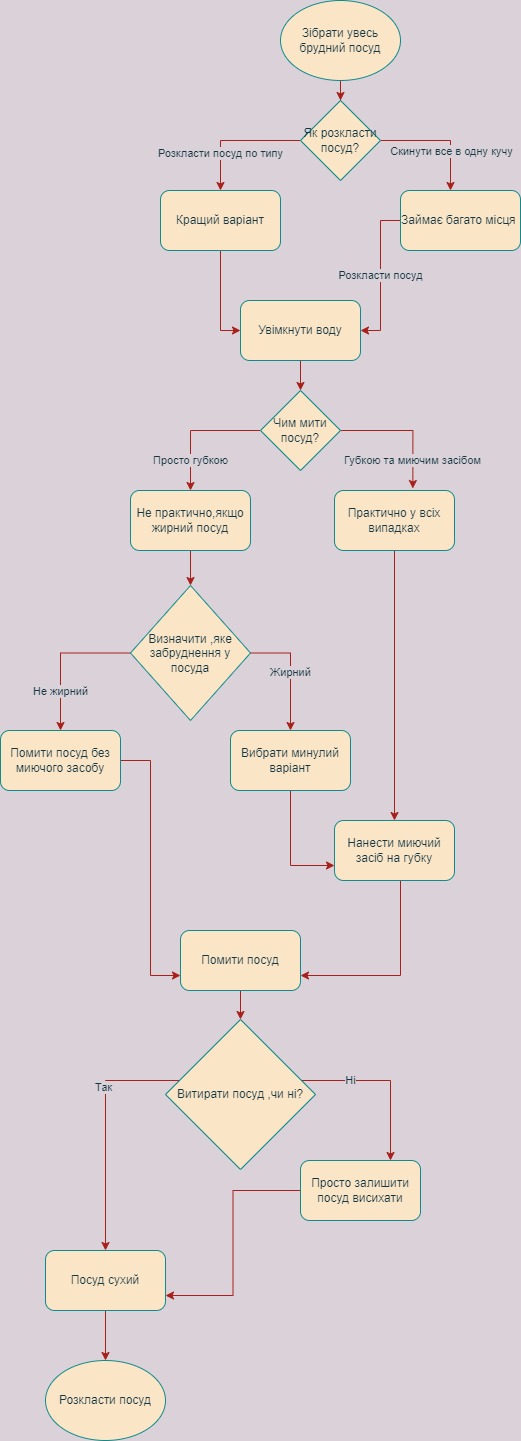 Зібрати увесь
брудний посуд
Як розкласти
посуд?
Розкласти посуд по типу
Скинути все в одну кучу
Кращий варіант
Займає багато місця
Розкласти посуд
Увімкнути воду
Чим мити
посуд?
Просто губкою
Губкою та миючим засібом
Не практично,якщо
жирний посуд
Практично у всіх
випадках
Визначити ,яке
забруднення у
посуда
Не жирний
Жирний
Помити посуд без
миючого засобу
Вибрати минулий
варіант
Нанести миючий
засіб на губку
Помити посуд
Витирати посуд ,чи ні?
Так
Ні
Просто залишити
посуд висихати
Посуд сухий
Розкласти посуд